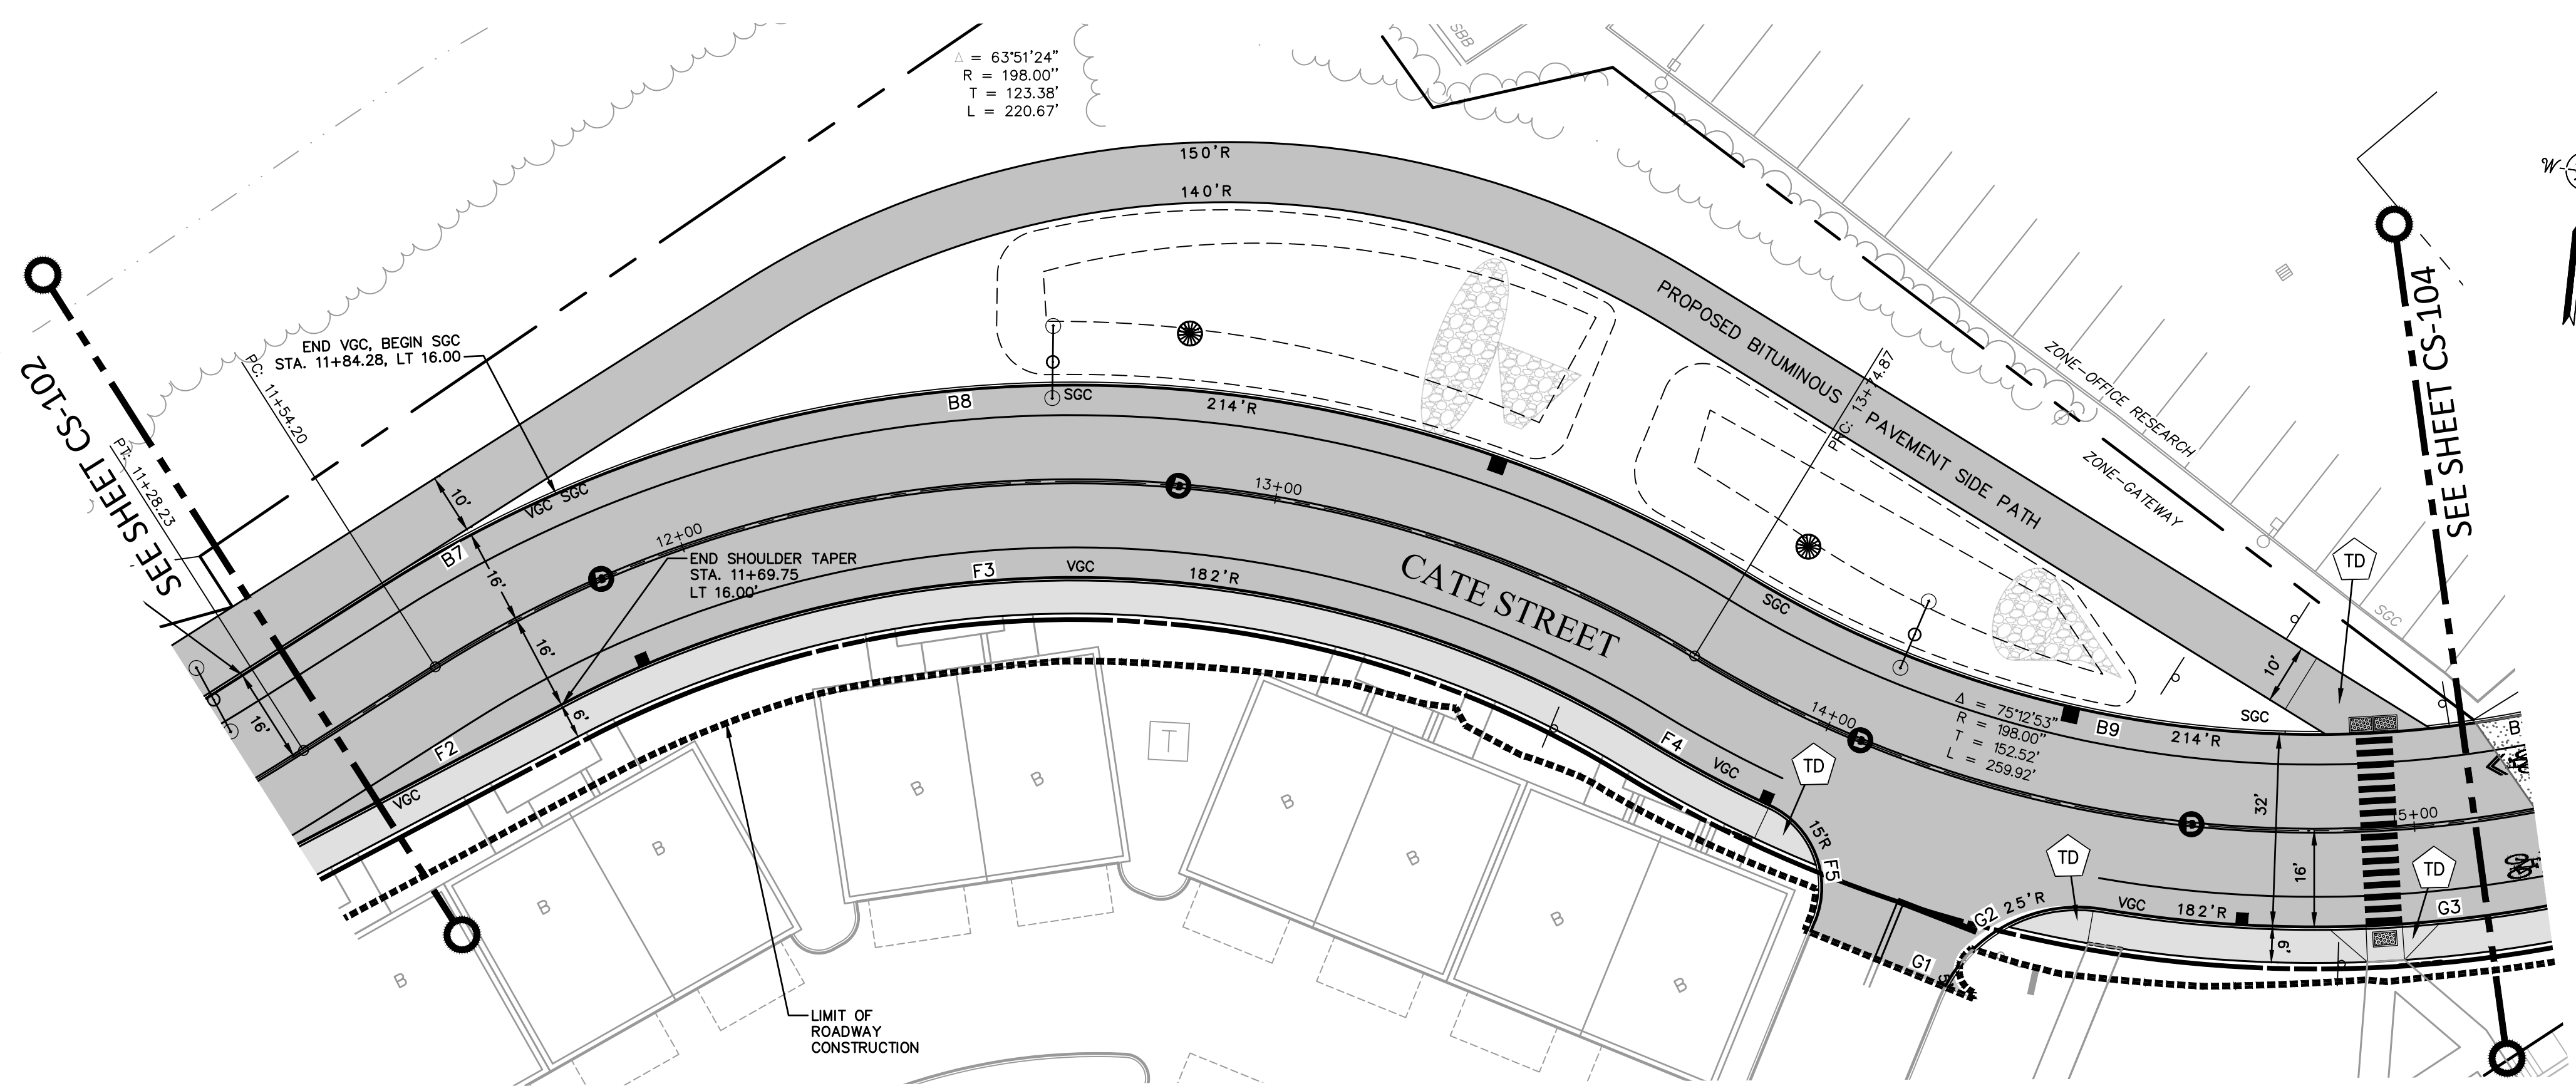 Δ = 63°51'24"
R = 198.00"
T = 123.38'
L = 220.67'
SBB
150'R
140'R
W
SEE SHEET CS-102
PT: 11+28.23
PC: 11+54.20
END VGC, BEGIN SGC
STA. 11+84.28, LT 16.00
10'
VGC
SGC
B7
16'
16'
6'
16'
12+00
END SHOULDER TAPER
STA. 11+69.75
LT 16.00'
B8
SGC
214'R
13+00
F2
VGC
F3
VGC
182'R
CATE STREET
PROPOSED BITUMINOUS PAVEMENT SIDE PATH
PRC: 13+74.87
ZONE-OFFICE RESEARCH
ZONE-GATEWAY
SEE SHEET CS-104
TD
SGC
SGC
14+00
Δ = 75°12'53"
R = 198.00"
T = 152.52'
L = 259.92'
B9
214'R
SGC
10'
B
F4
VGC
TD
15'R
F5
TD
32'
16'
5+00
TD
G2
25'R
VGC
182'R
G3
6'
G1
T
B
B
B
B
B
B
B
B
B
LIMIT OF
ROADWAY
CONSTRUCTION